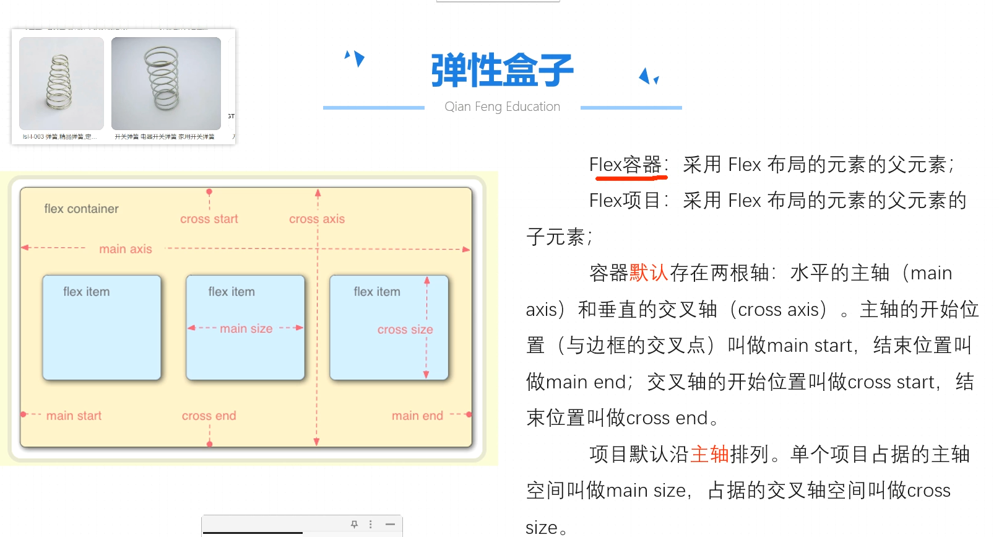 lsl-l-003 弹簧,精品弹簧,定...
开关弹簧 电器开关弹簧 家用开关弹簧
弹性盒子
Qian Feng Education
flex container
cross start
cross axis
main axis
flex item
flex item
flex item
main size
cross size
main start
cross end
main end
Flex容器：采用 Flex 布局的元素的父元素；
Flex项目：采用 Flex 布局的元素的父元素的
子元素；
容器默认存在两根轴：水平的主轴（main
axis）和垂直的交叉轴（cross axis）。主轴的开始位
置（与边框的交叉点）叫做main start，结束位置叫
做main end；交叉轴的开始位置叫做cross start，结
束位置叫做cross end。
项目默认沿主轴排列。单个项目占据的主轴
空间叫做main size，占据的交叉轴空间叫做cross
size。